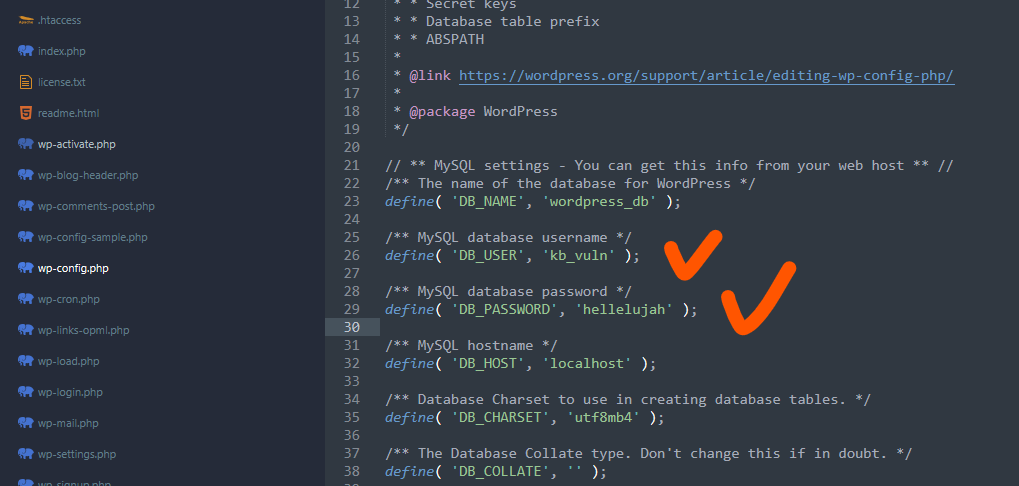 .htaccess
index.php
license.txt
readme.html
wp-activate.php
wp-blog-header.php
wp-comments-post.php
wp-config-sample.php
wp-config.php
wp-cron.php
wp-links-opml.php
wp-load.php
wp-login.php
wp-mail.php
wp-settings.php
wp-signup.php
12 * * Secret keys
13 * * Database table prefix
14 * * ABSPATH
15 *
16 * @link https://wordpress.org/support/article/editing-wp-config-php/
17 *
18 * @package WordPress
19 */
20
21 // ** MySQL settings - You can get this info from your web host ** //
22 /** The name of the database for WordPress */
23 define( 'DB_NAME', 'wordpress_db' );
24
25 /** MySQL database username */
26 define( 'DB_USER', 'kb_vuln' );
27
28 /** MySQL database password */
29 define( 'DB_PASSWORD', 'hellelujah' );
30
31 /** MySQL hostname */
32 define( 'DB_HOST', 'localhost' );
33
34 /** Database Charset to use in creating database tables. */
35 define( 'DB_CHARSET', 'utf8mb4' );
36
37 /** The Database Collate type. Don't change this if in doubt. */
38 define( 'DB_COLLATE', '' );